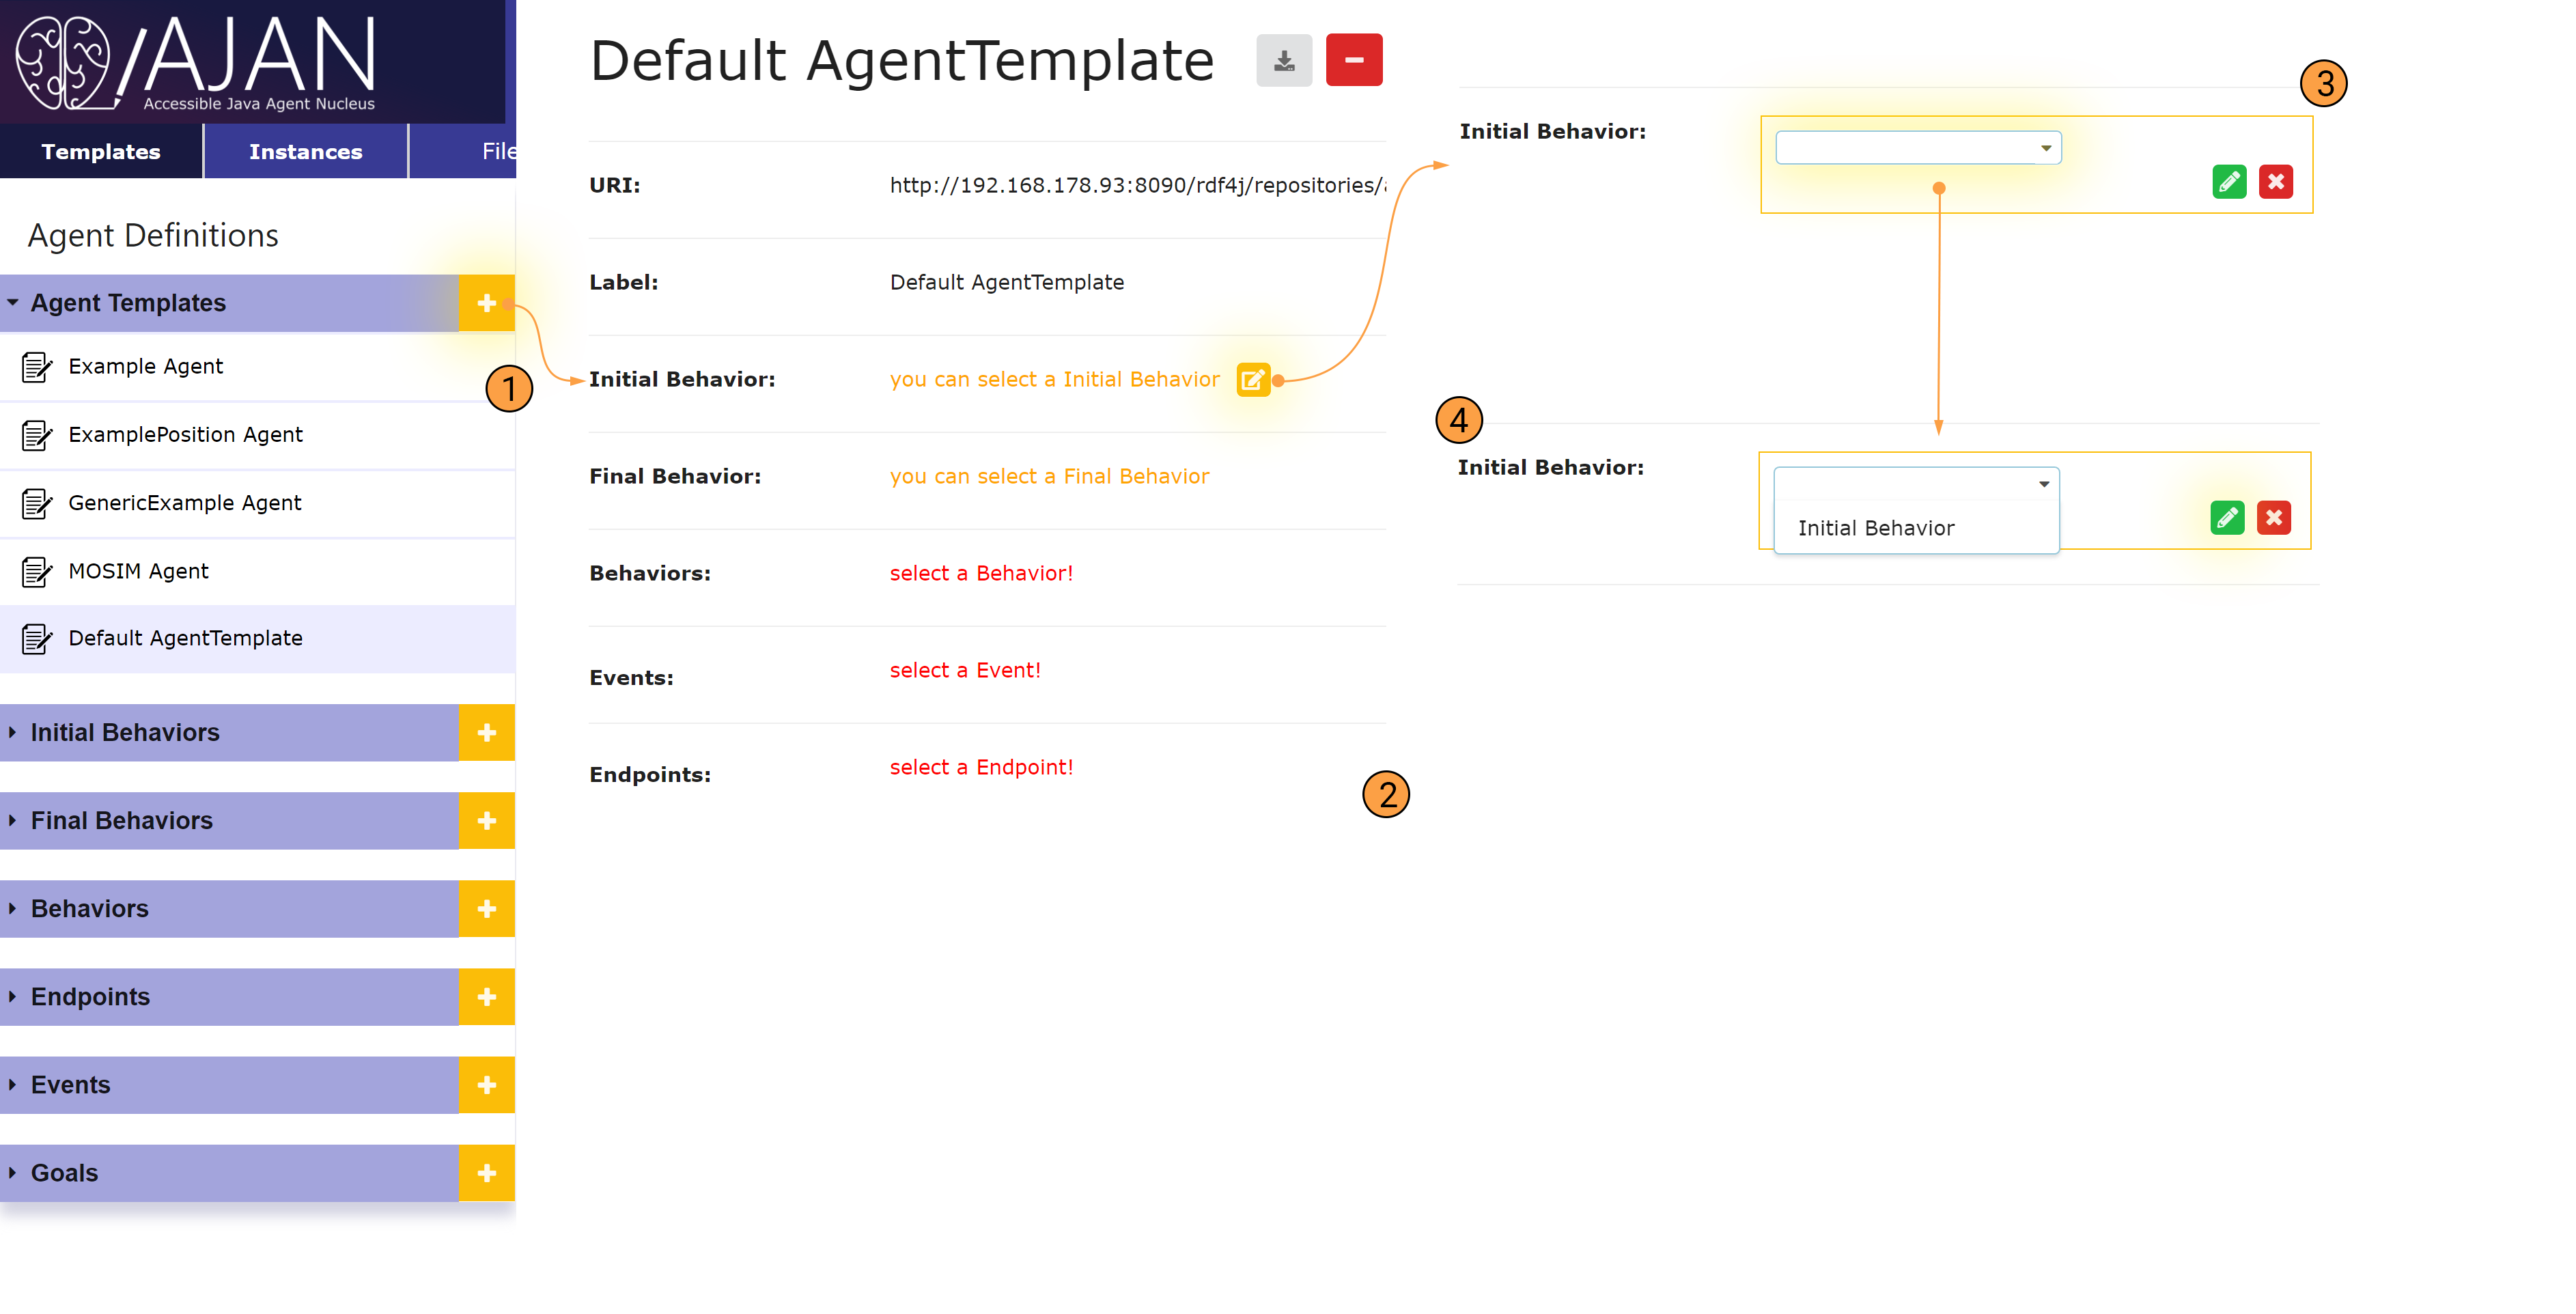 /AJAN
Accessible Java Agent Nucleus
Templates
Instances
File
Agent Definitions
Agent Templates
Example Agent
ExamplePosition Agent
GenericExample Agent
MOSIM Agent
Default AgentTemplate
Initial Behaviors
Final Behaviors
Behaviors
Endpoints
Events
Goals
1
Default AgentTemplate
URI: http://192.168.178.93:8090/rdf4j/repositories/
Label: Default AgentTemplate
Initial Behavior: you can select a Initial Behavior
Final Behavior: you can select a Final Behavior
Behaviors: select a Behavior!
Events: select a Event!
Endpoints: select a Endpoint!
2
3
Initial Behavior:
4
Initial Behavior:
Initial Behavior